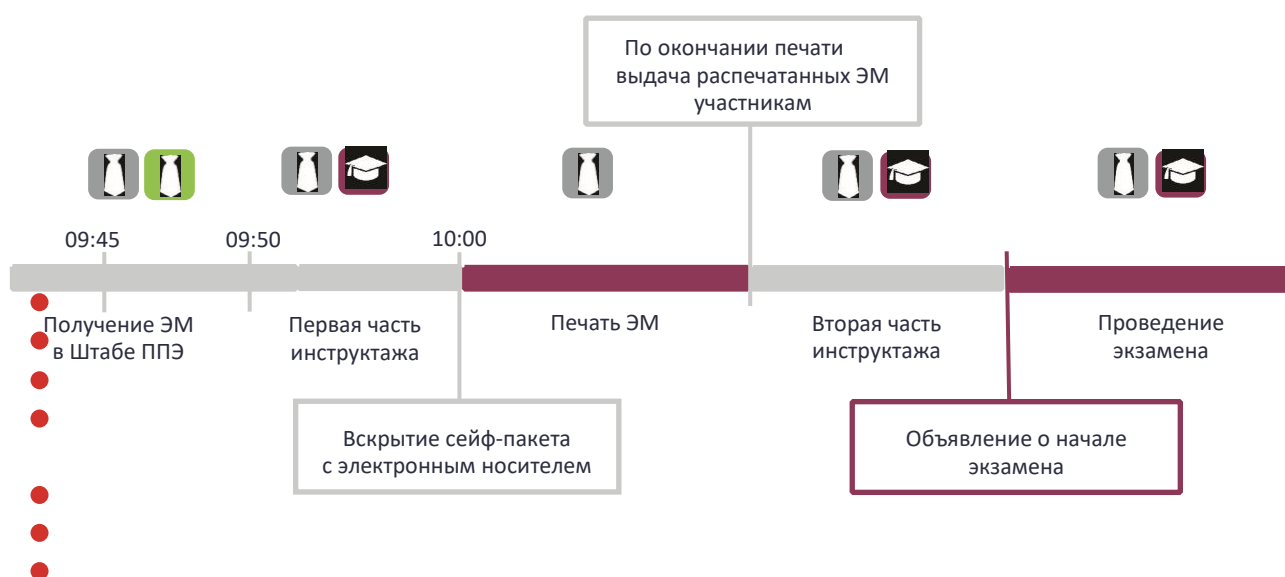 По окончании печати
выдача распечатанных ЭМ
участникам
09:45
09:50
10:00
Получение ЭМ
в Штабе ППЭ
Первая часть
инструктажа
Печать ЭМ
Вторая часть
инструктажа
Проведение
экзамена
Вскрытие сейф-пакета
с электронным носителем
Объявление о начале
экзамена